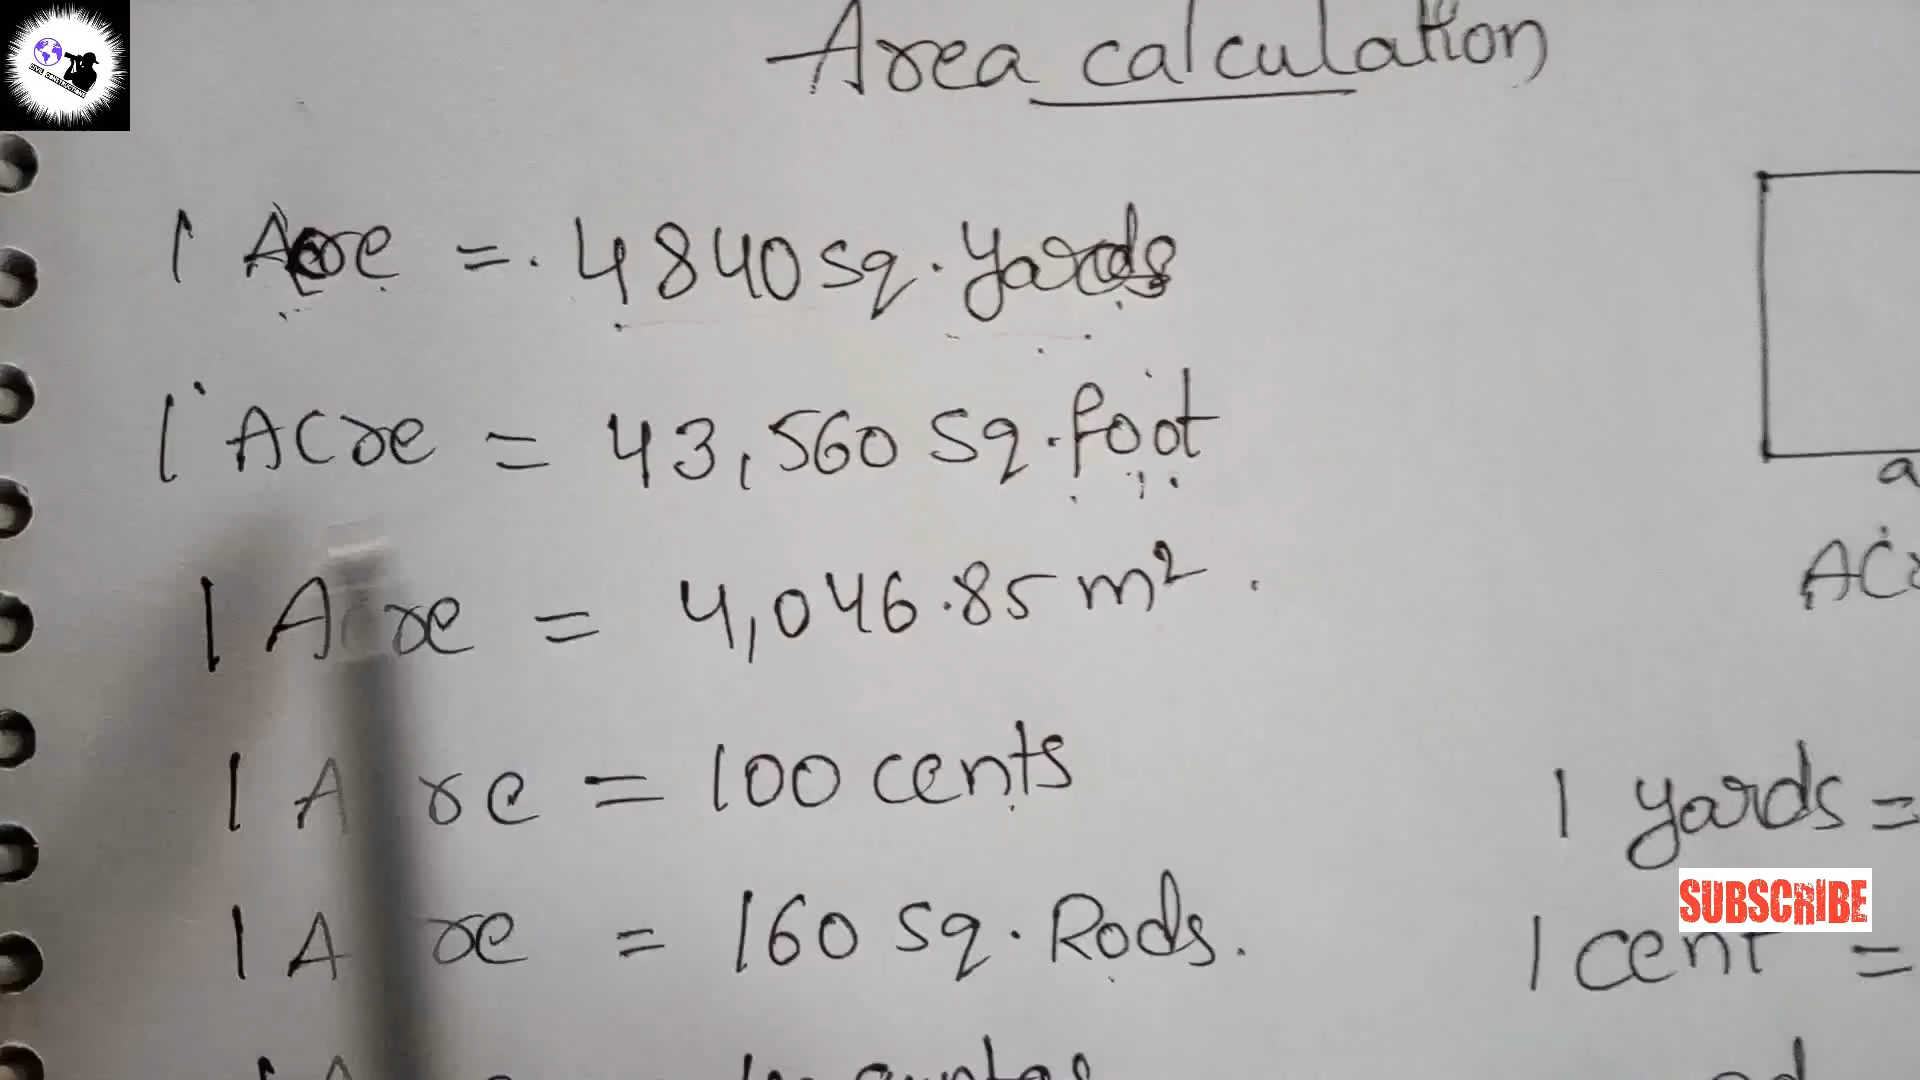 Area calculation
1 Acre = 4840 sq. yards
1 Acre = 43,560 sq. foot
1 Acre = 4,046.85 m²
1 Acre = 100 cents
1 Acre = 160 sq. Rods.
a
1 yards =
SUBSCRIBE
1 cent =